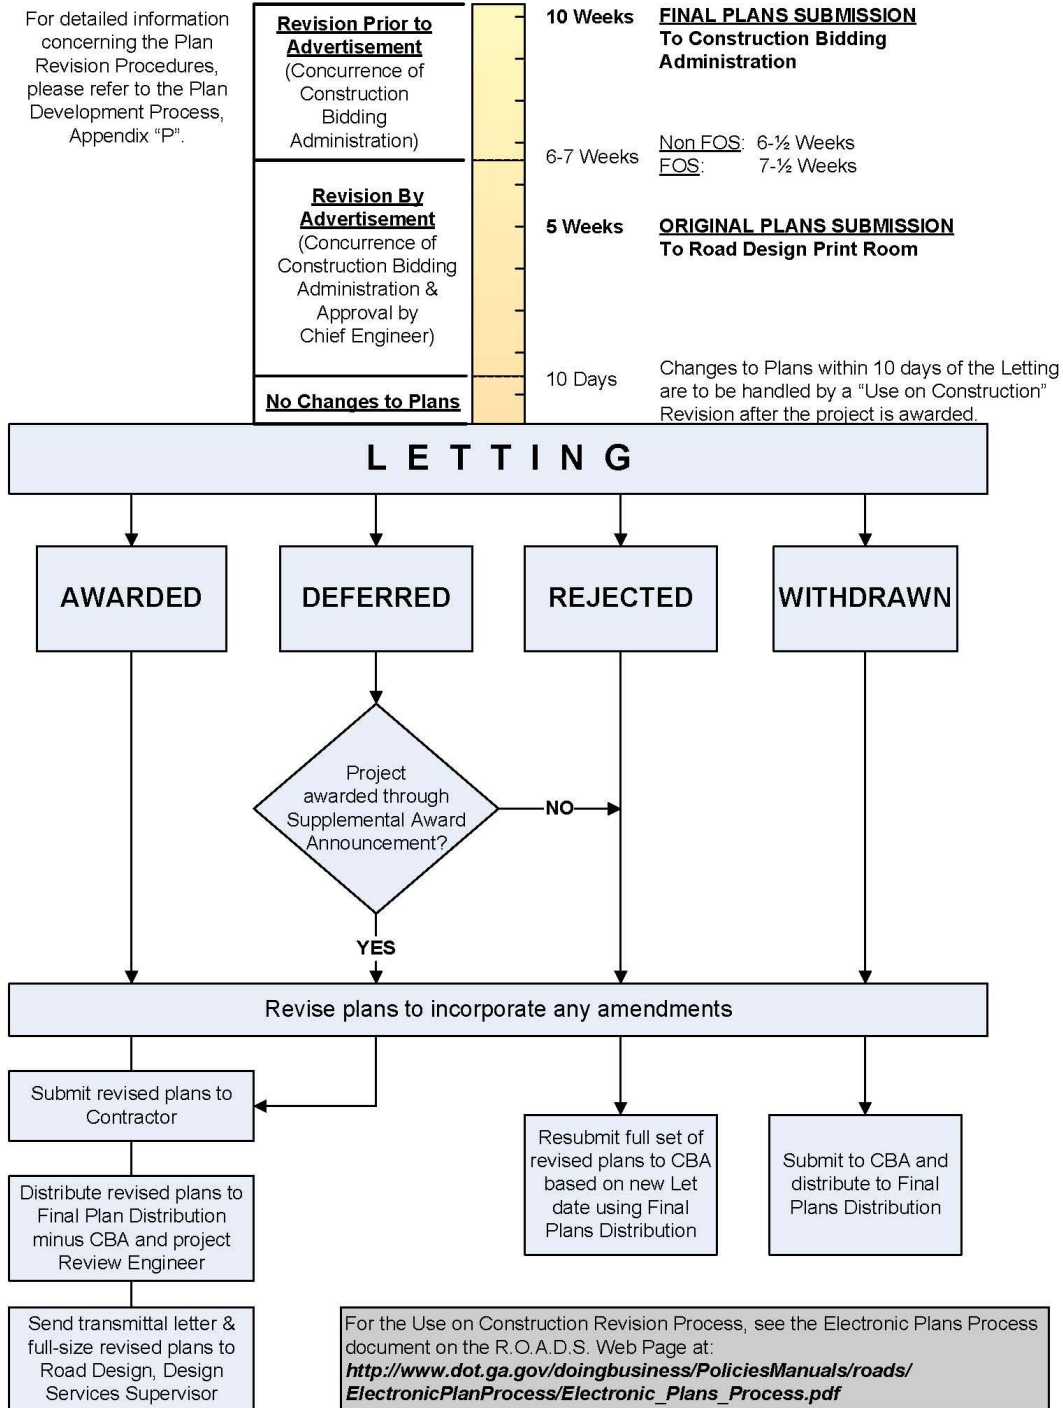 For detailed information
concerning the Plan
Revision Procedures,
please refer to the Plan
Development Process,
Appendix “P”.
Revision Prior to
Advertisement
(Concurrence of
Construction
Bidding
Administration)
Revision By
Advertisement
(Concurrence of
Construction Bidding
Administration &
Approval by
Chief Engineer)
No Changes to Plans
10 Weeks
FINAL PLANS SUBMISSION
To Construction Bidding
Administration
6-7 Weeks
Non FOS: 6-½ Weeks
FOS: 7-½ Weeks
5 Weeks
ORIGINAL PLANS SUBMISSION
To Road Design Print Room
10 Days
Changes to Plans within 10 days of the Letting
are to be handled by a “Use on Construction”
Revision after the project is awarded.
L E T T I N G
AWARDED
DEFERRED
REJECTED
WITHDRAWN
Project
awarded through
Supplemental Award
Announcement?
NO
YES
Revise plans to incorporate any amendments
Submit revised plans to
Contractor
Distribute revised plans to
Final Plan Distribution
minus CBA and project
Review Engineer
Send transmittal letter &
full-size revised plans to
Road Design, Design
Services Supervisor
Resubmit full set of
revised plans to CBA
based on new Let
date using Final
Plans Distribution
Submit to CBA and
distribute to Final
Plans Distribution
For the Use on Construction Revision Process, see the Electronic Plans Process
document on the R.O.A.D.S. Web Page at:
http://www.dot.ga.gov/doingbusiness/PoliciesManuals/roads/
ElectronicPlanProcess/Electronic_Plans_Process.pdf